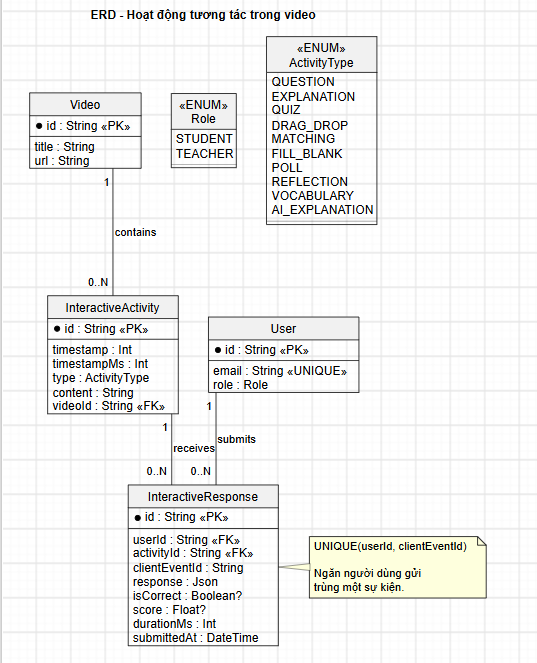 ERD - Hoạt động tương tác trong video
«ENUM»
ActivityType
QUESTION
EXPLANATION
QUIZ
DRAG_DROP
MATCHING
FILL_BLANK
POLL
REFLECTION
VOCABULARY
AI_EXPLANATION
«ENUM»
Role
STUDENT
TEACHER
Video
id : String «PK»
title : String
url : String
1
contains
0..N
InteractiveActivity
id : String «PK»
timestamp : Int
timestampMs : Int
type : ActivityType
content : String
videoId : String «FK»
User
id : String «PK»
email : String «UNIQUE»
role : Role
1
receives
0..N
1
submits
0..N
InteractiveResponse
id : String «PK»
userId : String «FK»
activityId : String «FK»
clientEventId : String
response : Json
isCorrect : Boolean?
score : Float?
durationMs : Int
submittedAt : DateTime
UNIQUE(userId, clientEventId)
Ngăn người dùng gửi
trùng một sự kiện.